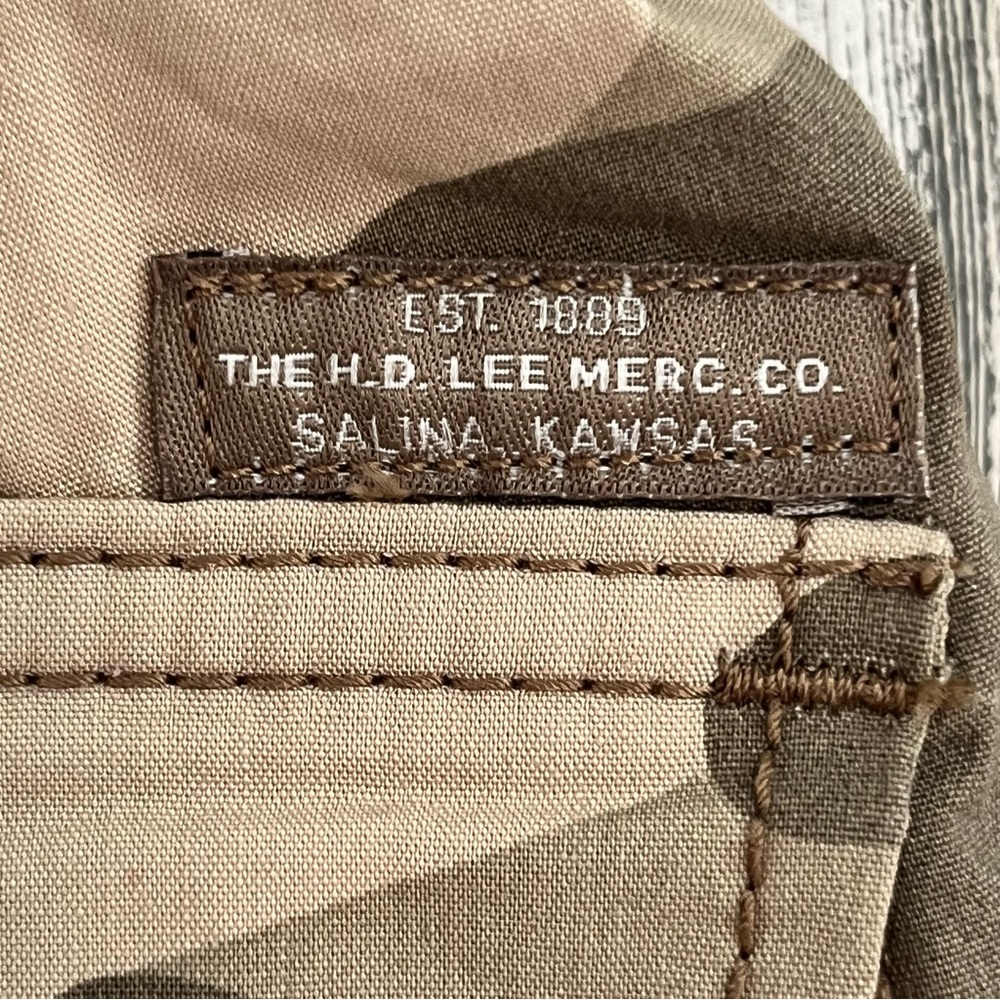 EST. 1889
THE H.D. LEE MERC. CO.
SALINA, KANSAS